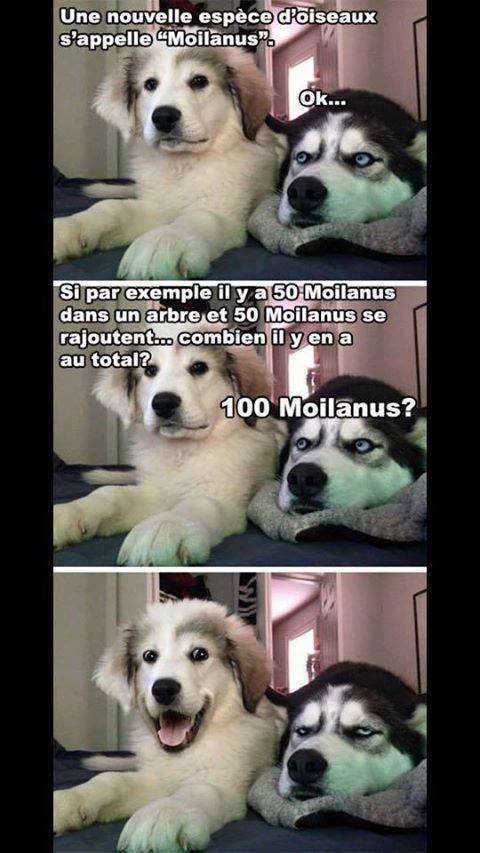 Une nouvelle espèce d'oiseaux
s'appelle "Moilanus".
Ok...
Si par exemple il y a 50 Moilanus
dans un arbre et 50 Moilanus se
rajoutent... combien il y en a
au total?
100 Moilanus?